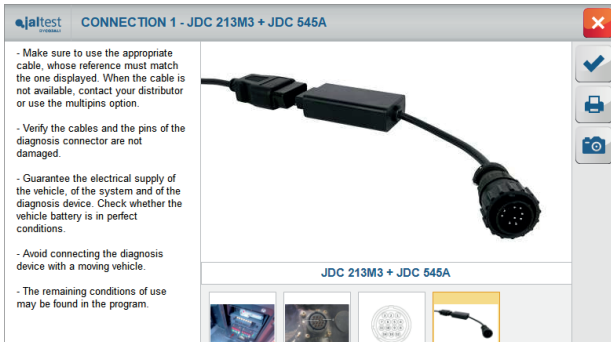 jaltest CONNECTION 1 - JDC 213M3 + JDC 545A
- Make sure to use the appropriate
cable, whose reference must match
the one displayed. When the cable is
not available, contact your distributor
or use the multipins option.
- Verify the cables and the pins of the
diagnosis connector are not
damaged.
- Guarantee the electrical supply of
the vehicle, of the system and of the
diagnosis device. Check whether the
vehicle battery is in perfect
conditions.
- Avoid connecting the diagnosis
device with a moving vehicle.
- The remaining conditions of use
may be found in the program.
JDC 213M3 + JDC 545A